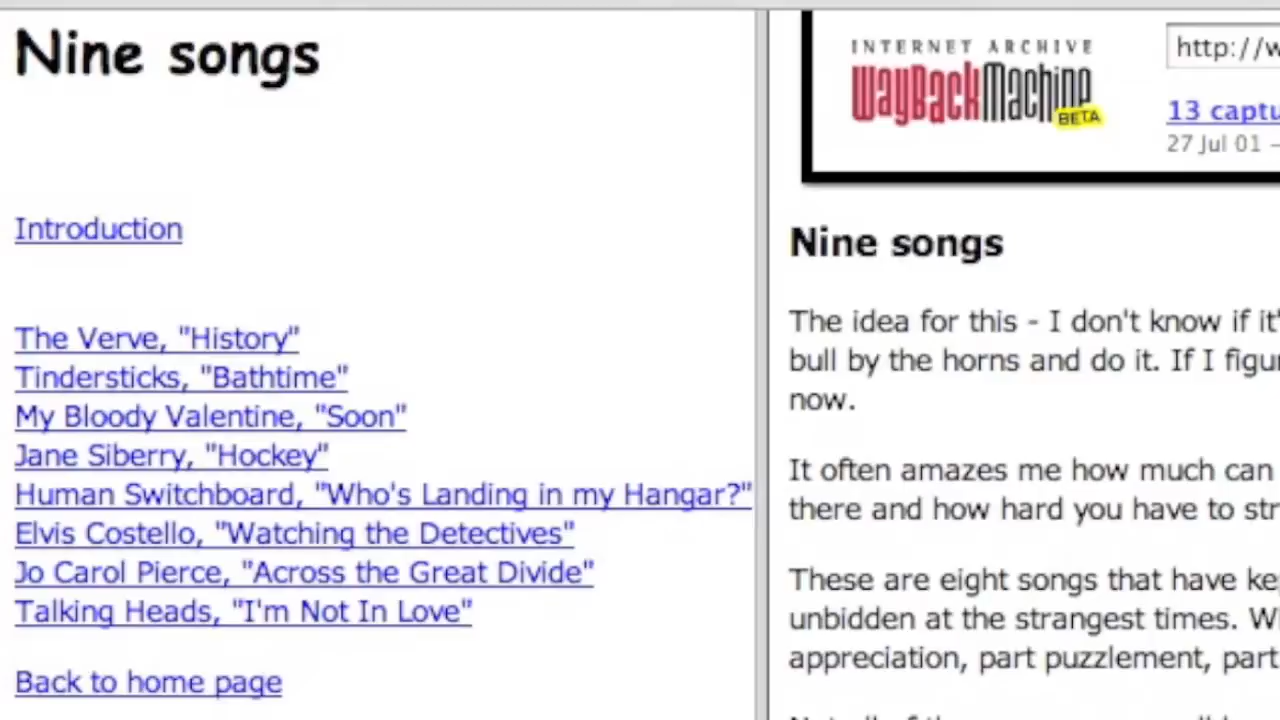 Nine songs
Introduction
The Verve, "History"
Tindersticks, "Bathtime"
My Bloody Valentine, "Soon"
Jane Siberry, "Hockey"
Human Switchboard, "Who's Landing in my Hangar?"
Elvis Costello, "Watching the Detectives"
Jo Carol Pierce, "Across the Great Divide"
Talking Heads, "I'm Not In Love"
Back to home page
INTERNET ARCHIVE
WayBackMachine
BETA
http://w
13 captu
27 Jul 01 –
Nine songs
The idea for this - I don't know if it'
bull by the horns and do it. If I figu
now.
It often amazes me how much can
there and how hard you have to str
These are eight songs that have ke
unbidden at the strangest times. W
appreciation, part puzzlement, part